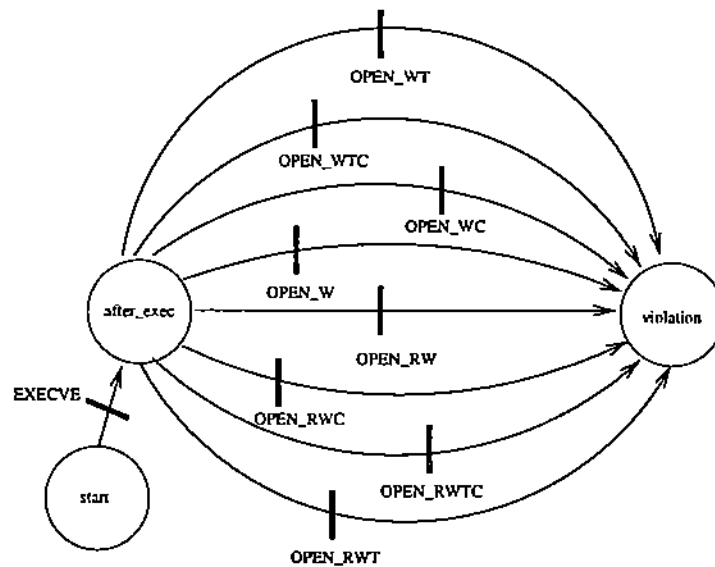 OPEN_WT
OPEN_WTC
OPEN_WC
OPEN_W
after_exec
violation
OPEN_RW
EXECVE
OPEN_RWC
OPEN_RWTC
start
OPEN_RWT